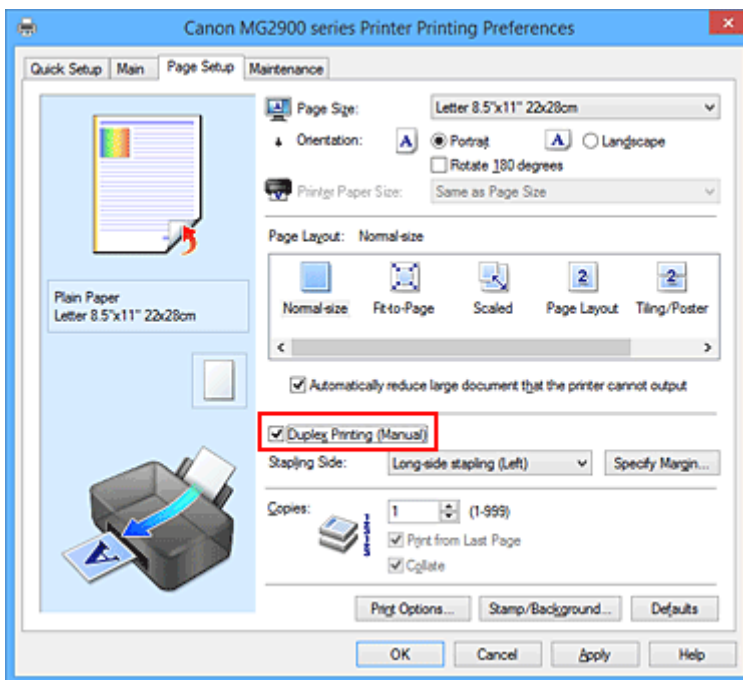 Canon MG2900 series Printer Printing Preferences
Quick Setup Main Page Setup Maintenance
Page Size: Letter 8.5"x11" 22x28cm
Orientation: A Portrait A Landscape
Rotate 180 degrees
Printer Paper Size: Same as Page Size
Page Layout: Normal-size
Plain Paper
Letter 8.5"x11" 22x28cm
2 2
Normal-size Fit-to-Page Scaled Page Layout Tiling/Poster
Automatically reduce large document that the printer cannot output
Duplex Printing (Manual)
Stapling Side: Long-side stapling (Left) Specify Margin...
Copies: 1 (1-999)
Print from Last Page
Collate
A
Print Options... Stamp/Background... Defaults
OK Cancel Apply Help